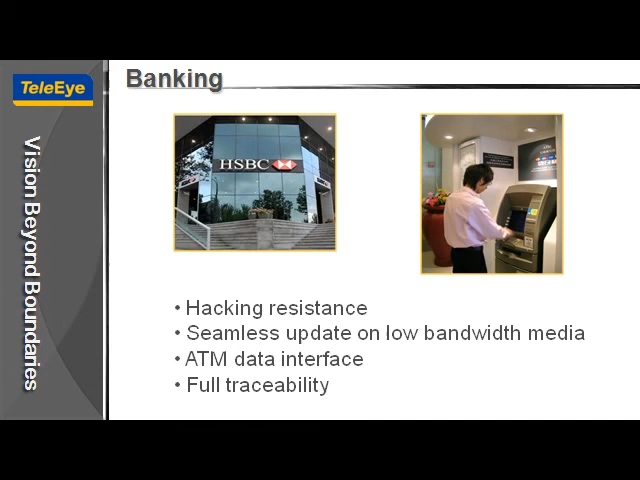 TeleEye
Vision Beyond Boundaries
Banking
HSBC
• Hacking resistance
• Seamless update on low bandwidth media
• ATM data interface
• Full traceability